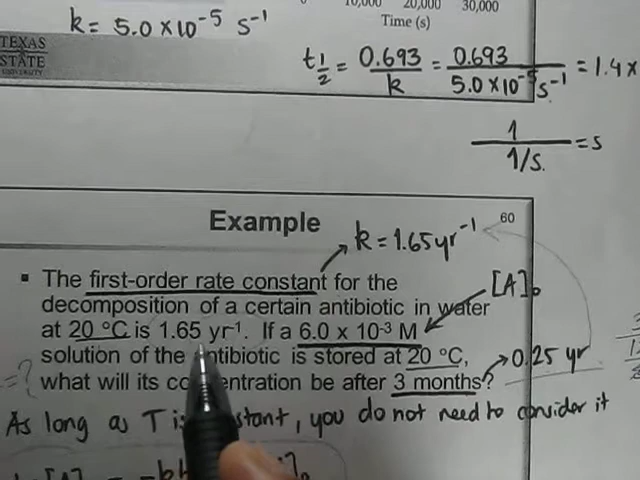 10,000 20,000 30,000
Time (s)
k = 5.0 x 10⁻⁵ s⁻¹
TEXAS
STATE
UNIVERSITY
t½ = 0.693/k = 0.693/5.0x10⁻⁵ s⁻¹ = 1.4 x
1/1/s. = s
Example
60
k = 1.65 yr⁻¹
▪ The first-order rate constant for the
[A]₀
decomposition of a certain antibiotic in water
at 20 °C is 1.65 yr⁻¹. If a 6.0 x 10⁻³ M
solution of the antibiotic is stored at 20 °C,
0.25 yr
=?
what will its concentration be after 3 months?
As long as T is constant, you do not need to consider it